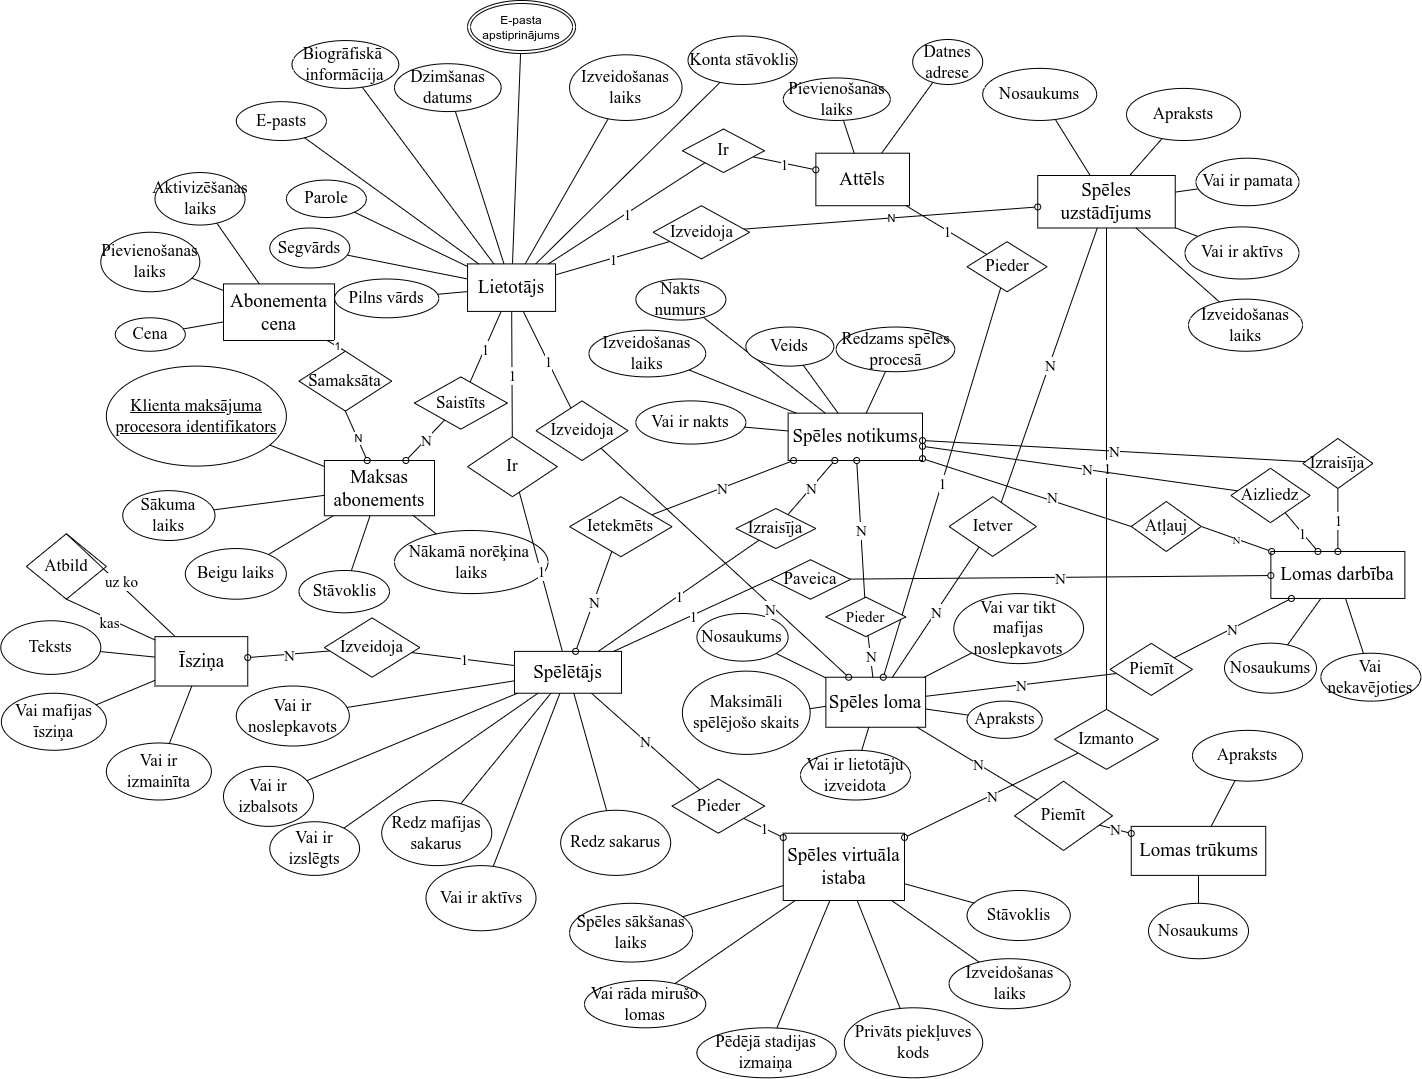 E-pasta
apstiprinājums
Biogrāfiskā
informācija
Dzimšanas
datums
Izveidošanas
laiks
Konta stāvoklis
Datnes
adrese
Pievienošanas
laiks
Nosaukums
Apraksts
E-pasts
Ir
1
1
Attēls
Aktivizēšanas
laiks
Parole
Spēles
uzstādījums
Vai ir pamata
Segvārds
Izveidoja
1
N
1
Vai ir aktīvs
Pievienošanas
laiks
Pieder
Lietotājs
Pilns vārds
Abonementa
cena
Nakts
numurs
Izveidošanas
laiks
Cena
1
Veids
Redzams spēles
procesā
Izveidošanas
laiks
1
1
1
N
Samaksāta
Saistīts
Klienta maksājuma
procesora identifikators
Vai ir nakts
Izveidoja
Spēles notikums
N
N
N
Izraisīja
Ir
N
1
Maksas
abonements
1
N
N
Aizliedz
N
Sākuma
laiks
Ietekmēts
Izraisīja
N
Ietver
Atļauj
1
1
N
Nākamā norēķina
laiks
Beigu laiks
Stāvoklis
1
Atbild
uz ko
kas
Paveica
N
Lomas darbība
N
1
1
N
Pieder
N
Vai var tikt
mafijas
noslepkavots
N
Teksts
Īsziņa
N
Izveidoja
1
Spēlētājs
Nosaukums
N
Piemīt
Nosaukums
Vai
nekavējoties
N
Vai mafijas
īsziņa
Vai ir
noslepkavots
Maksimāli
spēlējošo skaits
Spēles loma
Apraksts
Vai ir
izmainīta
N
Izmanto
Apraksts
Vai ir
izbalsots
Vai ir lietotāju
izveidota
N
N
Vai ir
izslēgts
Redz mafijas
sakarus
Redz sakarus
Pieder
1
Piemīt
N
Lomas trūkums
Spēles virtuāla
istaba
Vai ir aktīvs
Spēles sākšanas
laiks
Stāvoklis
Nosaukums
Vai rāda mirušo
lomas
Izveidošanas
laiks
Pēdējā stadijas
izmaiņa
Privāts piekļuves
kods